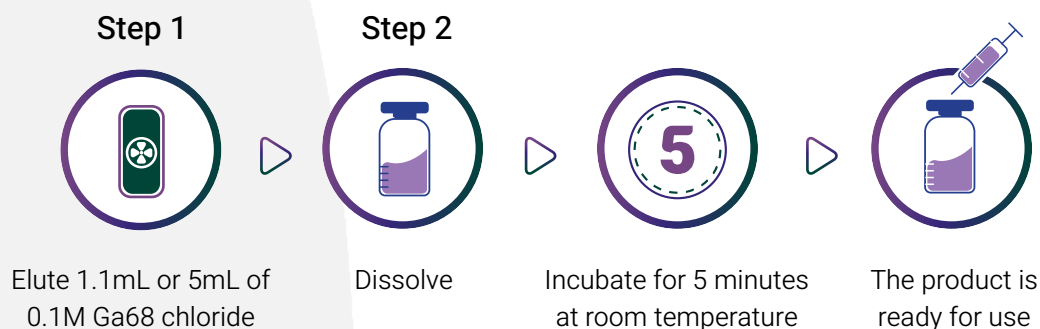 Step 1
Step 2
5
Elute 1.1mL or 5mL of
0.1M Ga68 chloride
Dissolve
Incubate for 5 minutes
at room temperature
The product is
ready for use